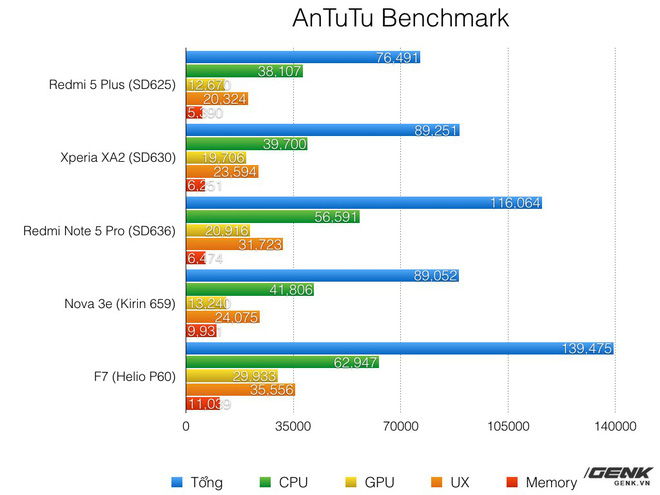 AnTuTu Benchmark
Redmi 5 Plus (SD625)
76,491
38,107
12,670
20,324
5,390
Xperia XA2 (SD630)
89,251
39,700
19,706
23,594
6,251
Redmi Note 5 Pro (SD636)
116,064
56,591
20,916
31,723
6,474
Nova 3e (Kirin 659)
89,052
41,806
13,240
24,075
9,931
F7 (Helio P60)
139,475
62,947
29,933
35,556
11,039
0 35000 70000 105000 140000
Tổng CPU GPU UX Memory
GENK
GENK.VN